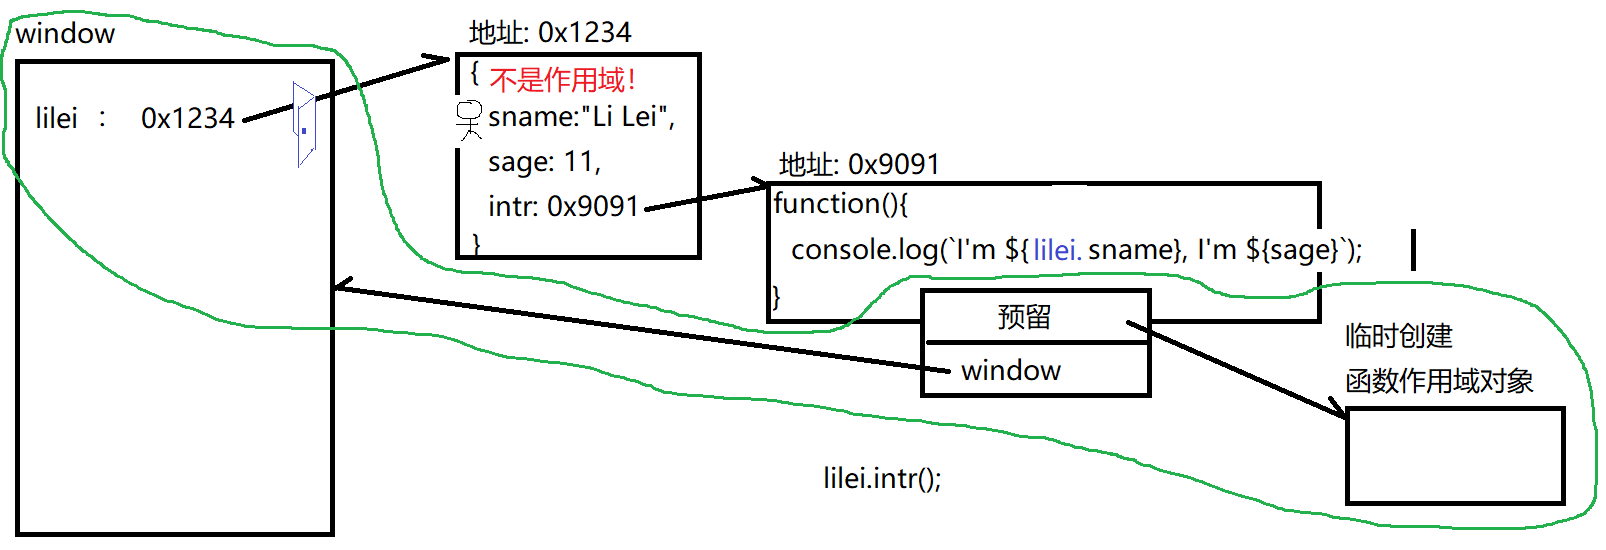 window
lilei : 0x1234
地址: 0x1234
{ 不是作用域!
sname:"Li Lei",
sage: 11,
intr: 0x9091
}
地址: 0x9091
function(){
console.log(`I'm ${lilei. sname}, I'm ${sage}`);
}
预留
window
临时创建
函数作用域对象
lilei.intr();